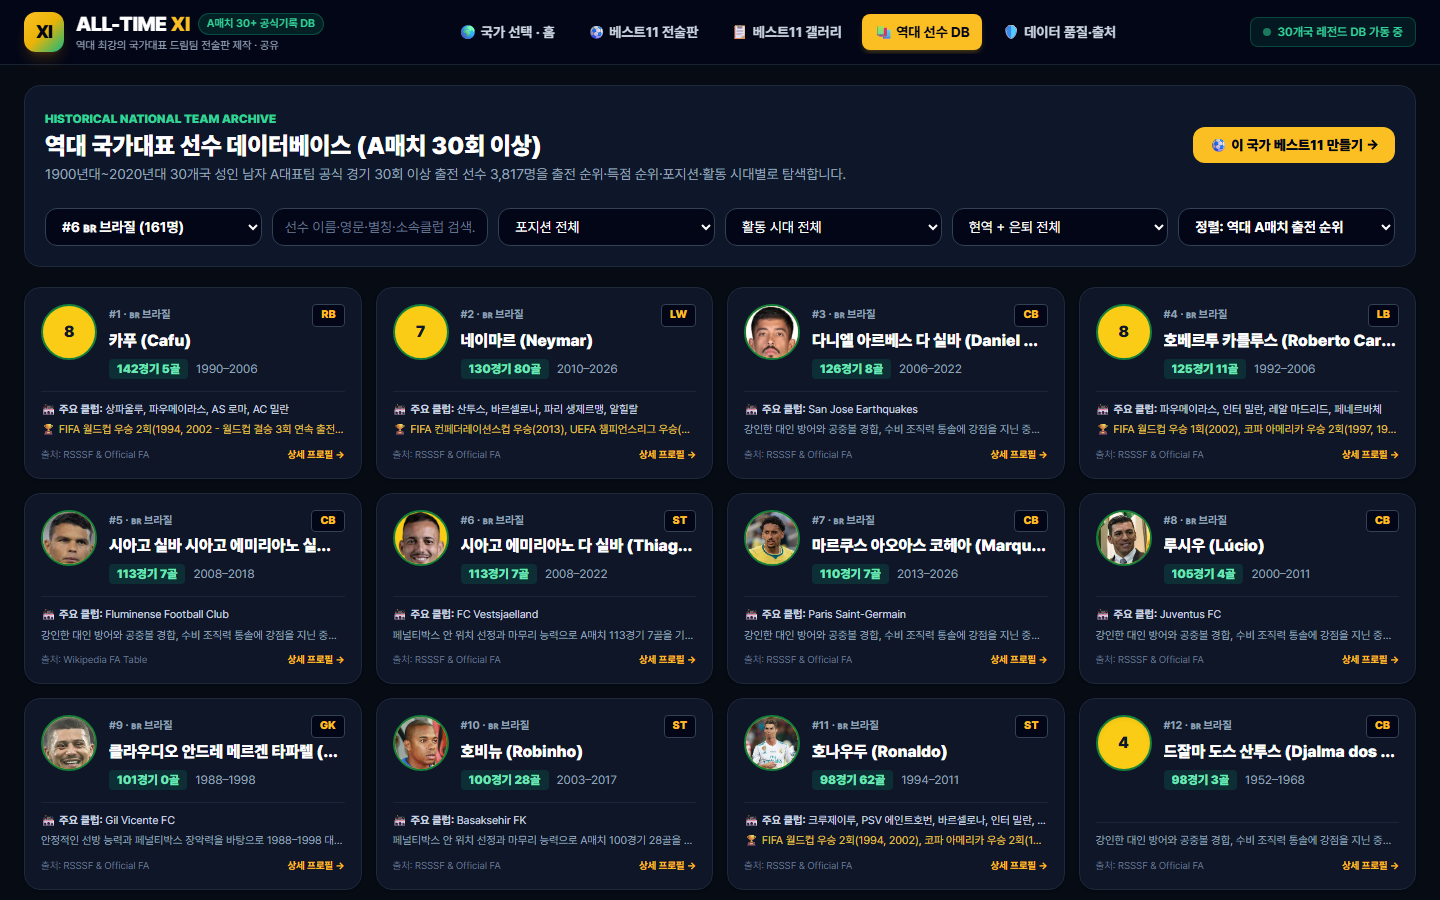 XI
ALL-TIME XI
A매치 30+ 공식기록 DB
역대 최강의 국가대표 드림팀 전술판 제작 · 공유
국가 선택 · 홈
베스트11 전술판
베스트11 갤러리
역대 선수 DB
데이터 품질·출처
30개국 레전드 DB 가동 중
HISTORICAL NATIONAL TEAM ARCHIVE
역대 국가대표 선수 데이터베이스 (A매치 30회 이상)
1900년대~2020년대 30개국 성인 남자 A대표팀 공식 경기 30회 이상 출전 선수 3,817명을 출전 순위·득점 순위·포지션·활동 시대별로 탐색합니다.
이 국가 베스트11 만들기 →
#6 BR 브라질 (161명)
선수 이름·영문·별칭·소속클럽 검색.
포지션 전체
활동 시대 전체
현역 + 은퇴 전체
정렬: 역대 A매치 출전 순위
8
#1 · BR 브라질
RB
카푸 (Cafu)
142경기 5골 1990–2006
주요 클럽: 상파울루, 파우메이라스, AS 로마, AC 밀란
FIFA 월드컵 우승 2회(1994, 2002 - 월드컵 결승 3회 연속 출전...
출처: RSSSF & Official FA
상세 프로필 →
7
#2 · BR 브라질
LW
네이마르 (Neymar)
130경기 80골 2010–2026
주요 클럽: 산투스, 바르셀로나, 파리 생제르맹, 알힐랄
FIFA 컨페더레이션스컵 우승(2013), UEFA 챔피언스리그 우승(...
출처: RSSSF & Official FA
상세 프로필 →
#3 · BR 브라질
CB
다니엘 아르베스 다 실바 (Daniel ...
126경기 8골 2006–2022
주요 클럽: San Jose Earthquakes
강인한 대인 방어와 공중볼 경합, 수비 조직력 통솔에 강점을 지닌 중...
출처: RSSSF & Official FA
상세 프로필 →
8
#4 · BR 브라질
LB
호베르투 카를루스 (Roberto Car...
125경기 11골 1992–2006
주요 클럽: 파우메이라스, 인터 밀란, 레알 마드리드, 페네르바체
FIFA 월드컵 우승 1회(2002), 코파 아메리카 우승 2회(1997, 19...
출처: RSSSF & Official FA
상세 프로필 →
#5 · BR 브라질
CB
시아고 실바 시아고 에미리아노 실...
113경기 7골 2008–2018
주요 클럽: Fluminense Football Club
강인한 대인 방어와 공중볼 경합, 수비 조직력 통솔에 강점을 지닌 중...
출처: Wikipedia FA Table
상세 프로필 →
#6 · BR 브라질
ST
시아고 에미리아노 다 실바 (Thiag...
113경기 7골 2008–2022
주요 클럽: FC Vestsjaelland
페널티박스 안 위치 선정과 마무리 능력으로 A매치 113경기 7골을 기...
출처: RSSSF & Official FA
상세 프로필 →
#7 · BR 브라질
CB
마르쿠스 아오아스 코헤아 (Marqu...
110경기 7골 2013–2026
주요 클럽: Paris Saint-Germain
강인한 대인 방어와 공중볼 경합, 수비 조직력 통솔에 강점을 지닌 중...
출처: RSSSF & Official FA
상세 프로필 →
#8 · BR 브라질
CB
루시우 (Lúcio)
105경기 4골 2000–2011
주요 클럽: Juventus FC
강인한 대인 방어와 공중볼 경합, 수비 조직력 통솔에 강점을 지닌 중...
출처: RSSSF & Official FA
상세 프로필 →
#9 · BR 브라질
GK
클라우디오 안드레 메르겐 타파렐 (...
101경기 0골 1988–1998
주요 클럽: Gil Vicente FC
안정적인 선방 능력과 페널티박스 장악력을 바탕으로 1988–1998 대...
출처: RSSSF & Official FA
상세 프로필 →
#10 · BR 브라질
ST
호비뉴 (Robinho)
100경기 28골 2003–2017
주요 클럽: Basaksehir FK
페널티박스 안 위치 선정과 마무리 능력으로 A매치 100경기 28골을 ...
출처: RSSSF & Official FA
상세 프로필 →
#11 · BR 브라질
ST
호나우두 (Ronaldo)
98경기 62골 1994–2011
주요 클럽: 크루제이루, PSV 에인트호번, 바르셀로나, 인터 밀란, ...
FIFA 월드컵 우승 2회(1994, 2002), 코파 아메리카 우승 2회(1...
출처: RSSSF & Official FA
상세 프로필 →
4
#12 · BR 브라질
CB
드잘마 도스 산투스 (Djalma dos ...
98경기 3골 1952–1968
강인한 대인 방어와 공중볼 경합, 수비 조직력 통솔에 강점을 지닌 중...
출처: RSSSF & Official FA
상세 프로필 →